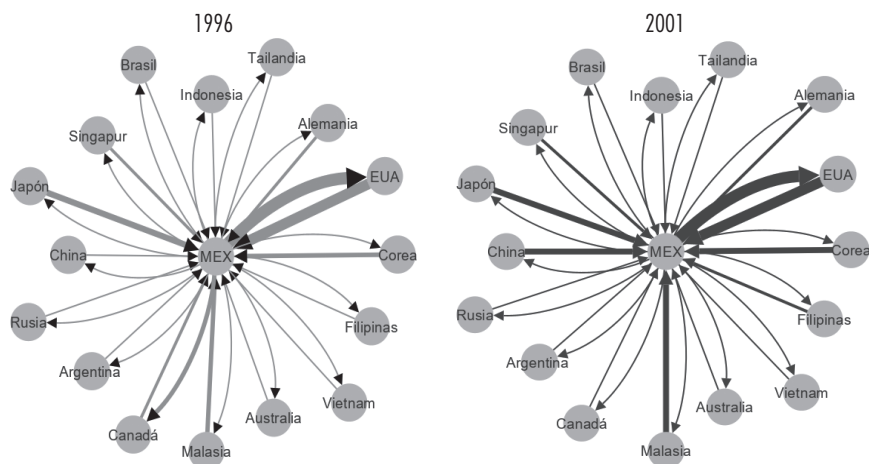 1996
Brasil
Tailandia
Indonesia
Singapur
Alemania
Japón
EUA
China
MEX
Corea
Rusia
Filipinas
Argentina
Vietnam
Canadá
Australia
Malasia
2001
Brasil
Tailandia
Indonesia
Alemania
Singapur
Japón
EUA
China
MEX
Corea
Rusia
Filipinas
Argentina
Vietnam
Canadá
Australia
Malasia